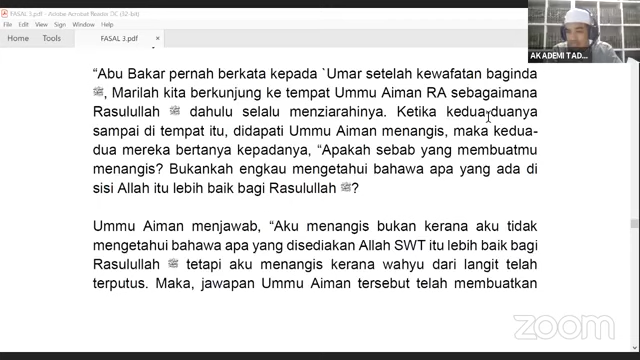 FASAL 3.pdf - Adobe Acrobat Reader DC (32-bit)
File Edit View Sign Window Help
Home Tools FASAL 3.pdf ×
AKADEMI TAD...
“Abu Bakar pernah berkata kepada `Umar setelah kewafatan baginda
ﷺ, Marilah kita berkunjung ke tempat Ummu Aiman RA sebagaimana
Rasulullah ﷺ dahulu selalu menziarahinya. Ketika kedua-duanya
sampai di tempat itu, didapati Ummu Aiman menangis, maka kedua-
dua mereka bertanya kepadanya, “Apakah sebab yang membuatmu
menangis? Bukankah engkau mengetahui bahawa apa yang ada di
sisi Allah itu lebih baik bagi Rasulullah ﷺ?
Ummu Aiman menjawab, “Aku menangis bukan kerana aku tidak
mengetahui bahawa apa yang disediakan Allah SWT itu lebih baik bagi
Rasulullah ﷺ tetapi aku menangis kerana wahyu dari langit telah
terputus. Maka, jawapan Ummu Aiman tersebut telah membuatkan
zoom